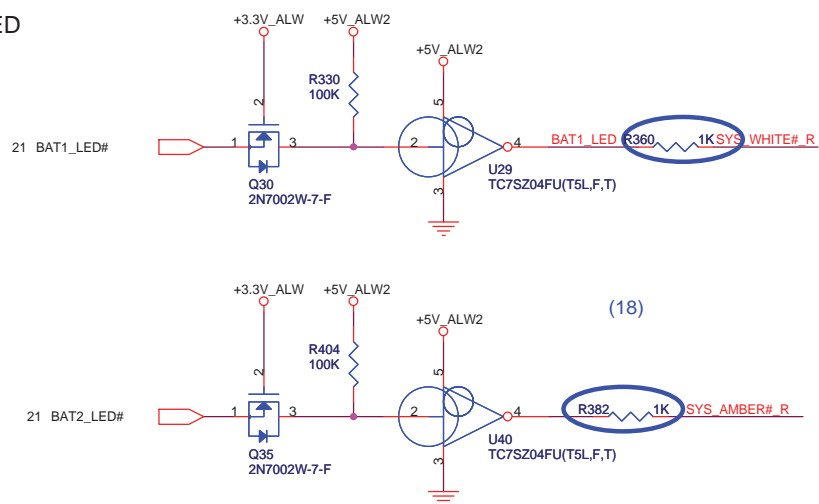 ED
+3.3V_ALW +5V_ALW2
+5V_ALW2
R330
100K
2
5
21 BAT1_LED# 1 3 2 4 BAT1_LED R360 1K SYS_WHITE#_R
3
Q30
2N7002W-7-F
U29
TC7SZ04FU(T5L,F,T)
+3.3V_ALW +5V_ALW2
(18)
+5V_ALW2
R404
100K
2
5
21 BAT2_LED# 1 3 2 4 R382 1K SYS_AMBER#_R
3
Q35
2N7002W-7-F
U40
TC7SZ04FU(T5L,F,T)